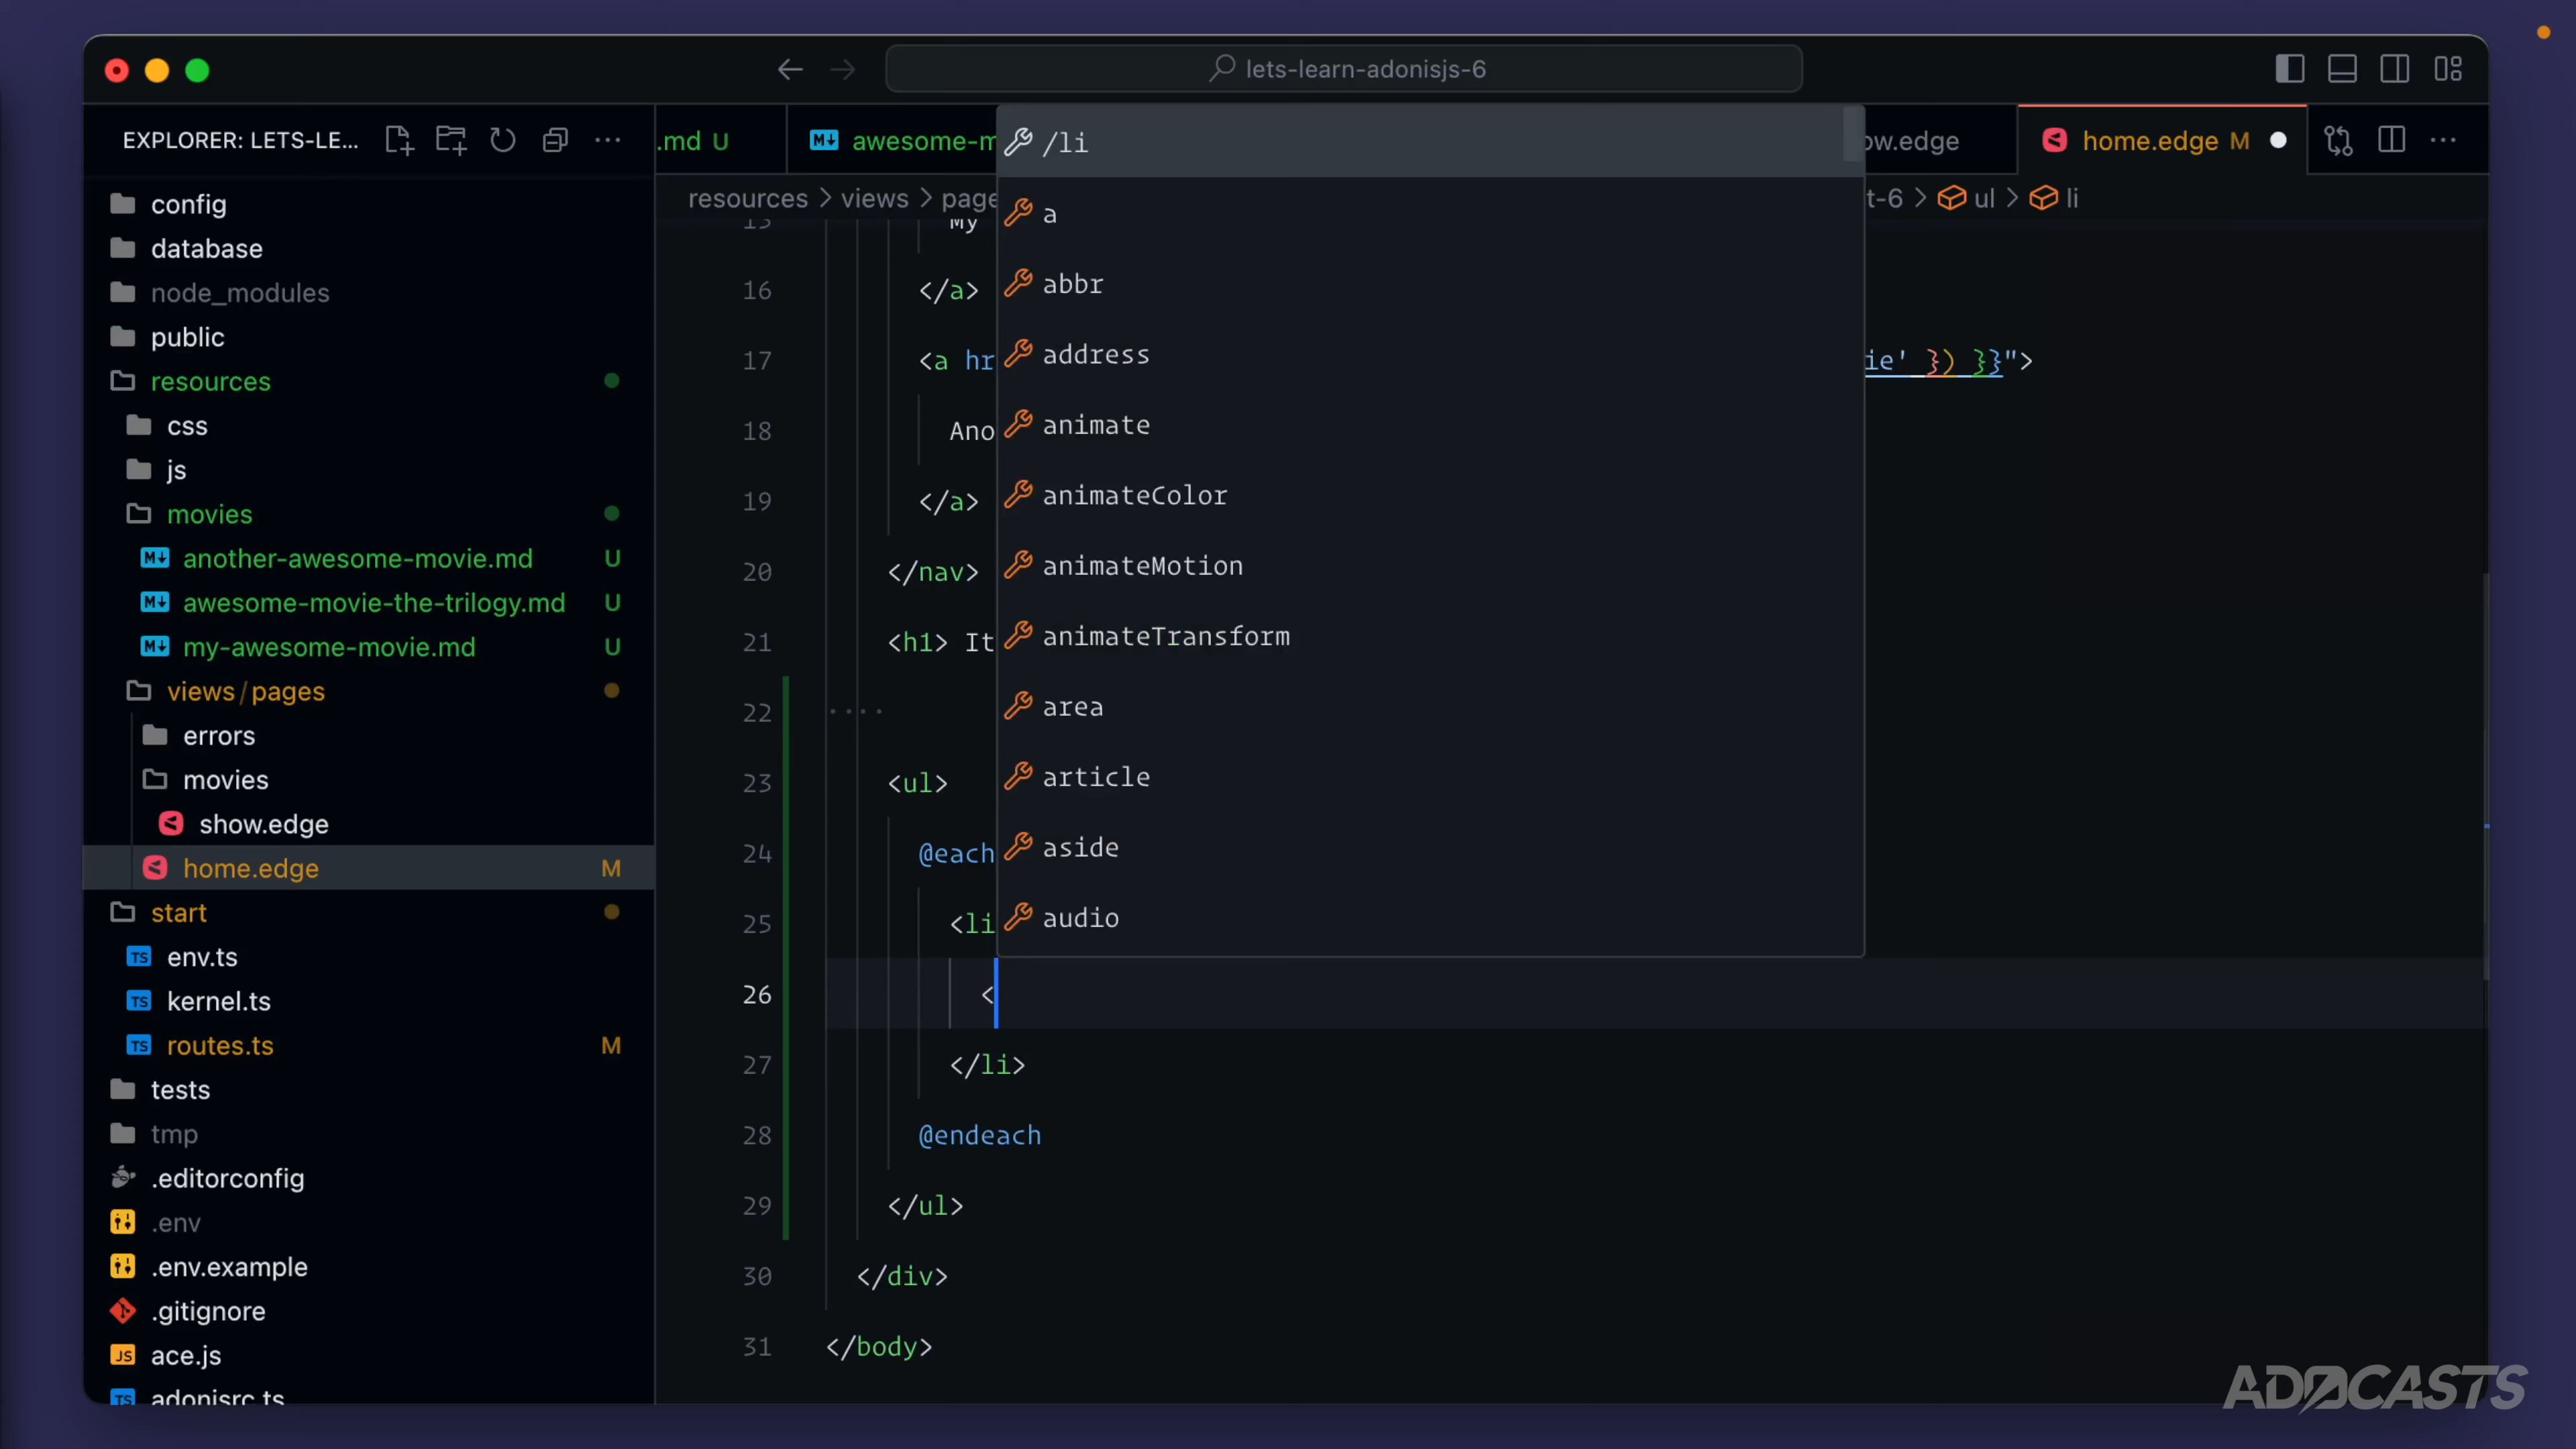 lets-learn-adonisjs-6
EXPLORER: LETS-LE...
config
database
node_modules
public
resources
css
js
movies
another-awesome-movie.md U
awesome-movie-the-trilogy.md U
my-awesome-movie.md U
views/pages
errors
movies
show.edge
home.edge M
start
env.ts
kernel.ts
routes.ts M
tests
tmp
.editorconfig
.env
.env.example
.gitignore
ace.js
adonisrc.ts
.md U
awesome-m
ow.edge
home.edge M
resources > views > page
t-6 > ul > li
My
16 </a>
17 <a hr
ie' }) }}">
18 Ano
19 </a>
20 </nav>
21 <h1> It
22 ....
23 <ul>
24 @each
25 <li
26 <
27 </li>
28 @endeach
29 </ul>
30 </div>
31 </body>
/li
a
abbr
address
animate
animateColor
animateMotion
animateTransform
area
article
aside
audio
ADOCASTS